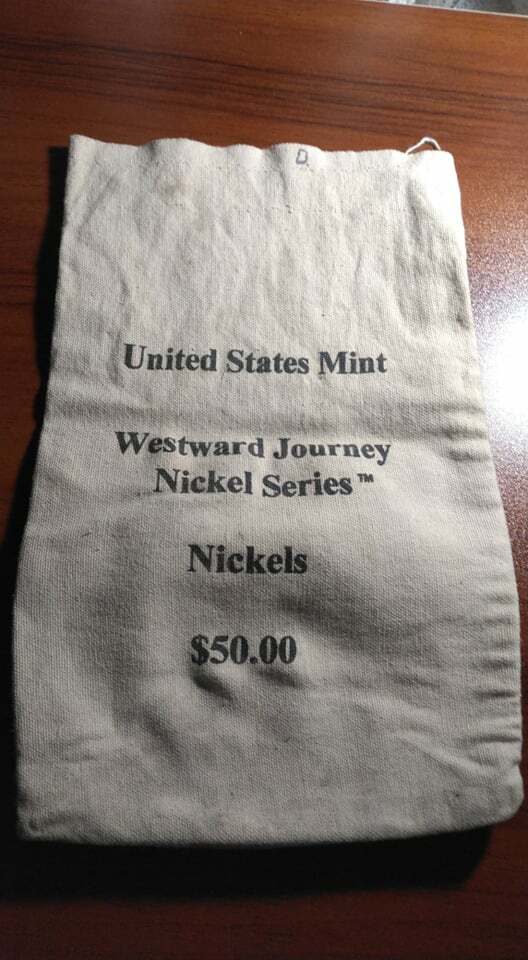 D
United States Mint
Westward Journey
Nickel Series™
Nickels
$50.00